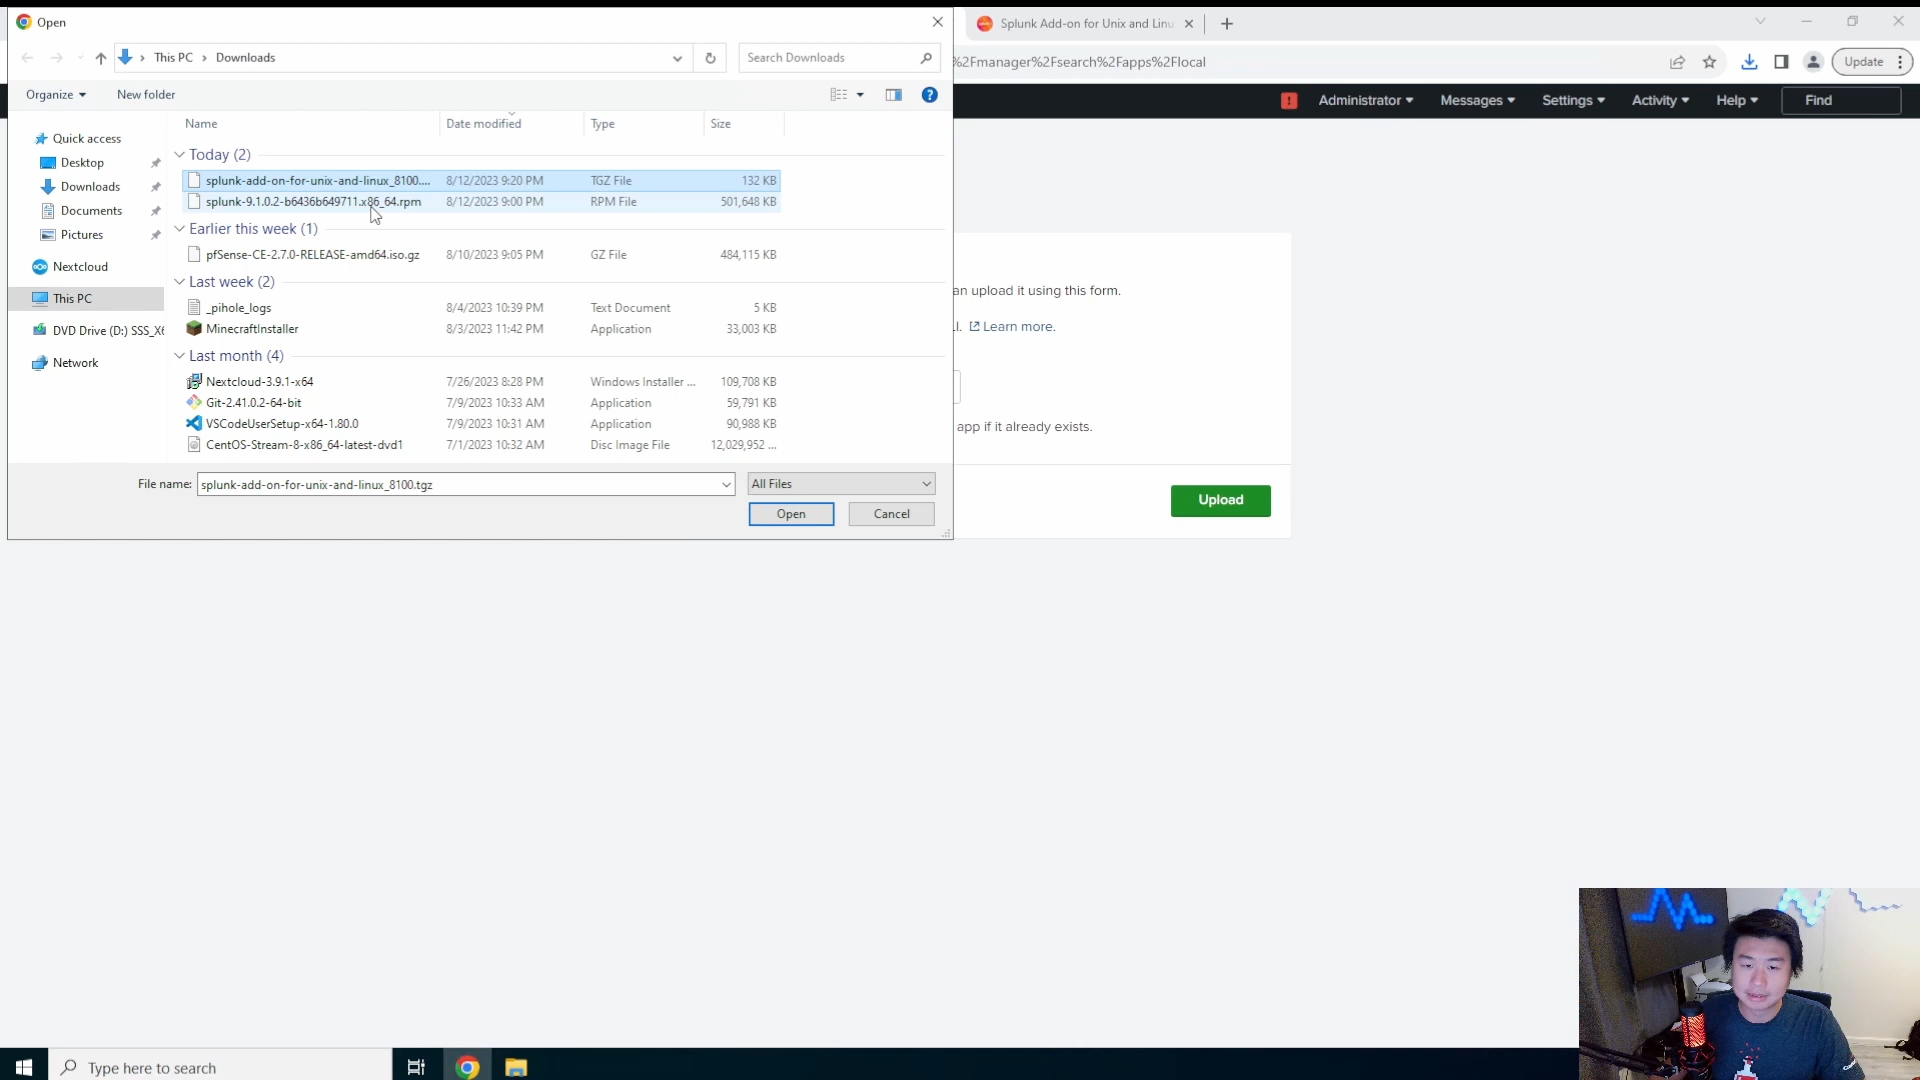 Open
Splunk Add-on for Unix and Linu
This PC
Downloads
Search Downloads
%2Fmanager%2Fsearch%2Fapps%2Flocal
Update
Organize
New folder
Administrator
Messages
Settings
Activity
Help
Find
Name
Date modified
Type
Size
Quick access
Desktop
Downloads
Documents
Pictures
Nextcloud
This PC
DVD Drive (D:) SSS_X6
Network
Today (2)
splunk-add-on-for-unix-and-linux_8100.... 8/12/2023 9:20 PM TGZ File 132 KB
splunk-9.1.0.2-b6436b649711.x86_64.rpm 8/12/2023 9:00 PM RPM File 501,648 KB
Earlier this week (1)
pfSense-CE-2.7.0-RELEASE-amd64.iso.gz 8/10/2023 9:05 PM GZ File 484,115 KB
Last week (2)
_pihole_logs 8/4/2023 10:39 PM Text Document 5 KB
MinecraftInstaller 8/3/2023 11:42 PM Application 33,003 KB
Last month (4)
Nextcloud-3.9.1-x64 7/26/2023 8:28 PM Windows Installer ... 109,708 KB
Git-2.41.0.2-64-bit 7/9/2023 10:33 AM Application 59,791 KB
VSCodeUserSetup-x64-1.80.0 7/9/2023 10:31 AM Application 90,988 KB
CentOS-Stream-8-x86_64-latest-dvd1 7/1/2023 10:32 AM Disc Image File 12,029,952 ...
File name: splunk-add-on-for-unix-and-linux_8100.tgz
All Files
Open
Cancel
an upload it using this form.
Learn more.
app if it already exists.
Upload
Type here to search